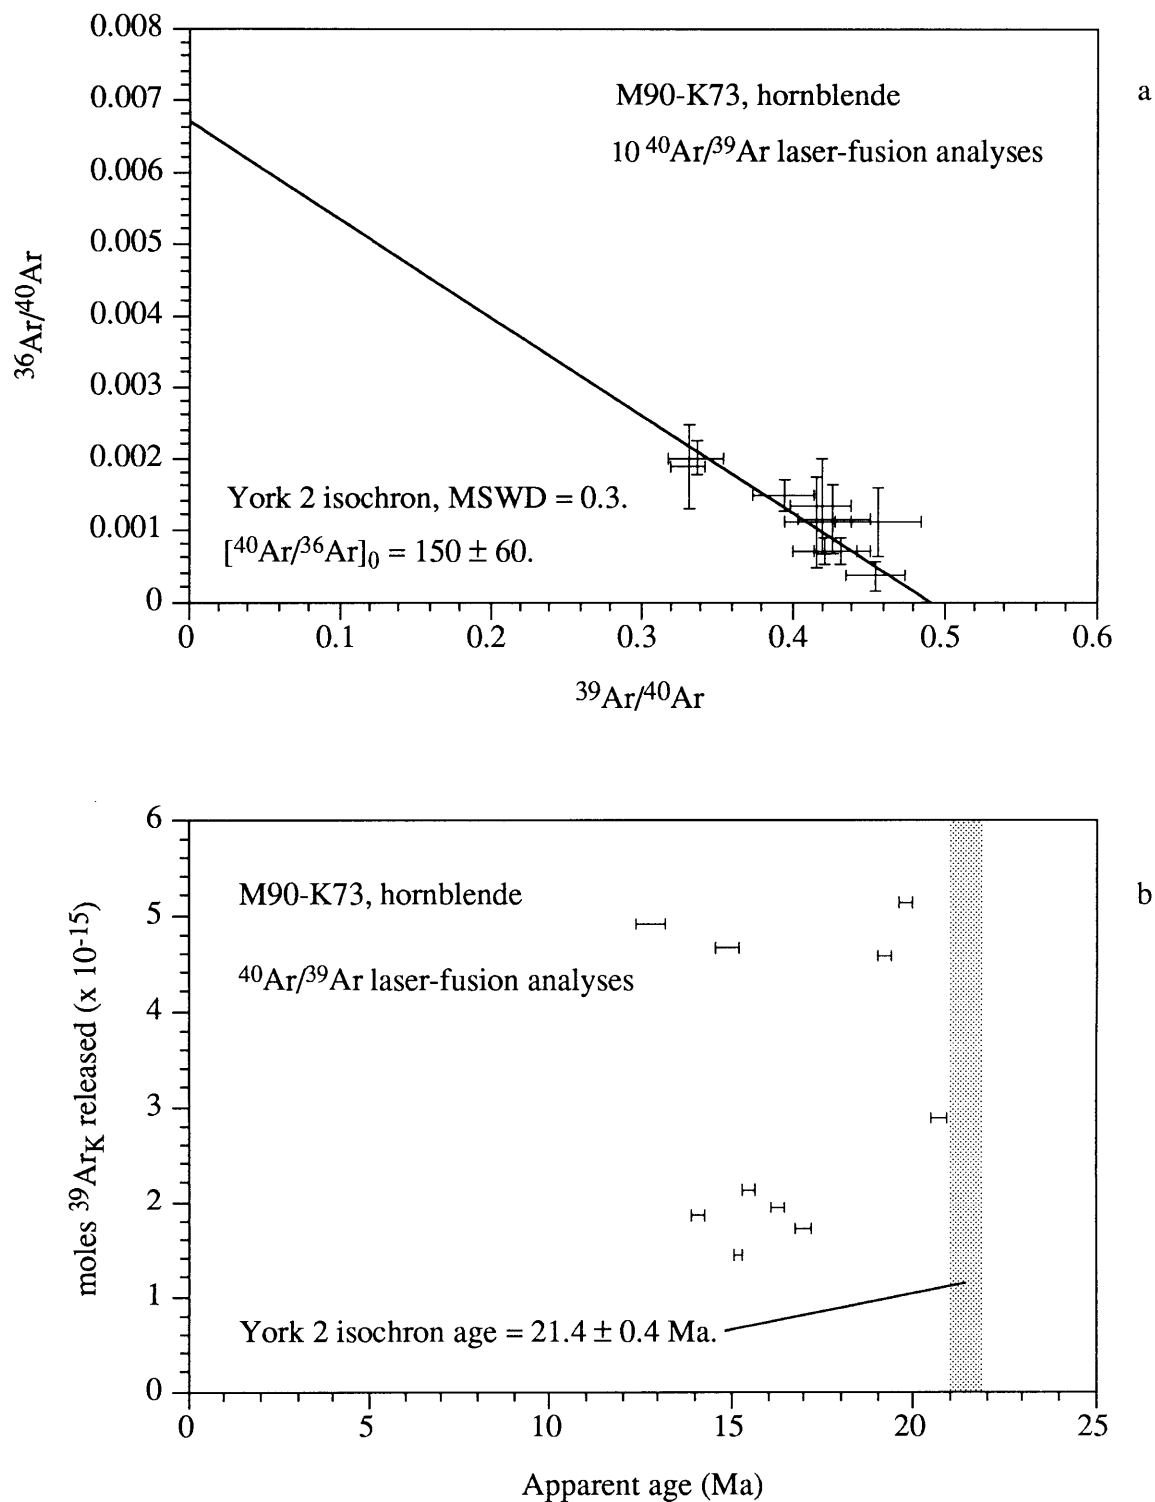 0.008
0.007
0.006
0.005
0.004
0.003
0.002
0.001
0
³⁶Ar/⁴⁰Ar
M90-K73, hornblende
a
10 ⁴⁰Ar/³⁹Ar laser-fusion analyses
York 2 isochron, MSWD = 0.3.
[⁴⁰Ar/³⁶Ar]₀ = 150 ± 60.
0 0.1 0.2 0.3 0.4 0.5 0.6
³⁹Ar/⁴⁰Ar
6
5
4
3
2
1
0
moles ³⁹Ar_K released (x 10⁻¹⁵)
M90-K73, hornblende
b
⁴⁰Ar/³⁹Ar laser-fusion analyses
York 2 isochron age = 21.4 ± 0.4 Ma.
0 5 10 15 20 25
Apparent age (Ma)